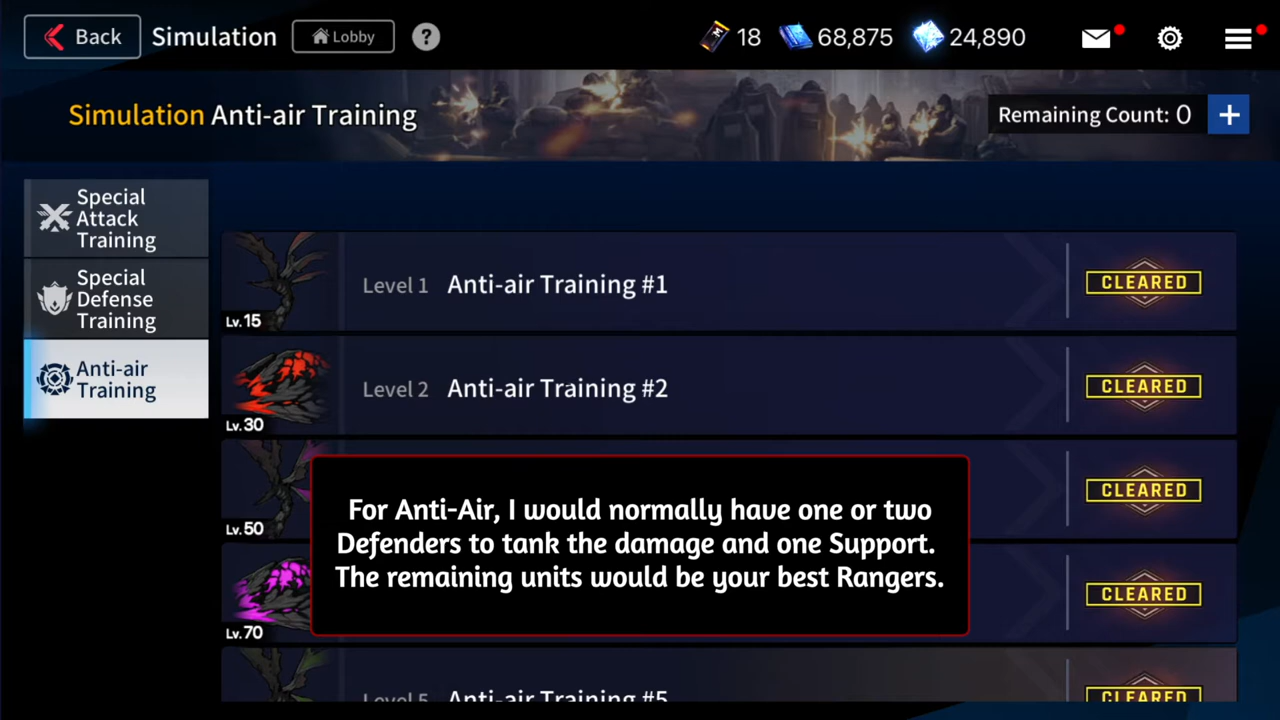 Back
Simulation
Lobby
?
18
68,875
24,890
Simulation Anti-air Training
Remaining Count: 0
+
Special
Attack
Training
Special
Defense
Training
Anti-air
Training
Lv.15
Level 1 Anti-air Training #1
CLEARED
Lv.30
Level 2 Anti-air Training #2
CLEARED
Lv.50
CLEARED
Lv.70
CLEARED
For Anti-Air, I would normally have one or two
Defenders to tank the damage and one Support.
The remaining units would be your best Rangers.
Level 5 Anti-air Training #5
CLEARED